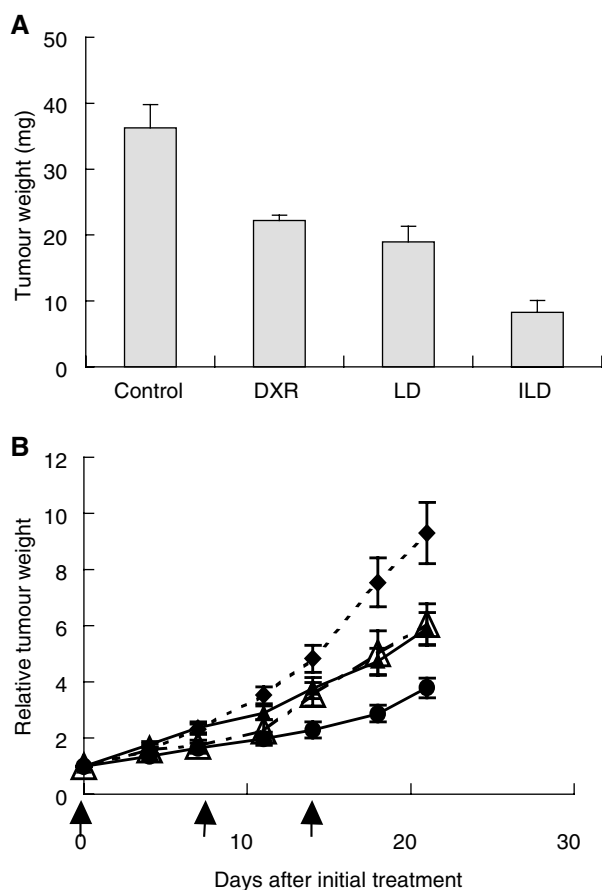 A
Tumour weight (mg)
50
40
30
20
10
0
Control DXR LD ILD
B
Relative tumour weight
12
10
8
6
4
2
0
0 10 20 30
Days after initial treatment